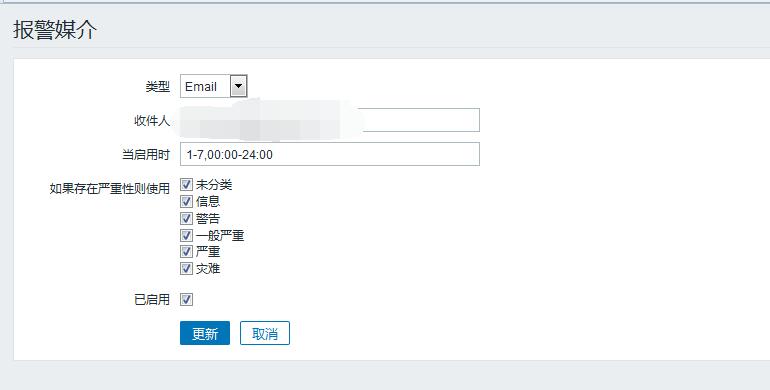 报警媒介
类型 Email
收件人
当启用时 1-7,00:00-24:00
如果存在严重性则使用 未分类
信息
警告
一般严重
严重
灾难
已启用
更新 取消